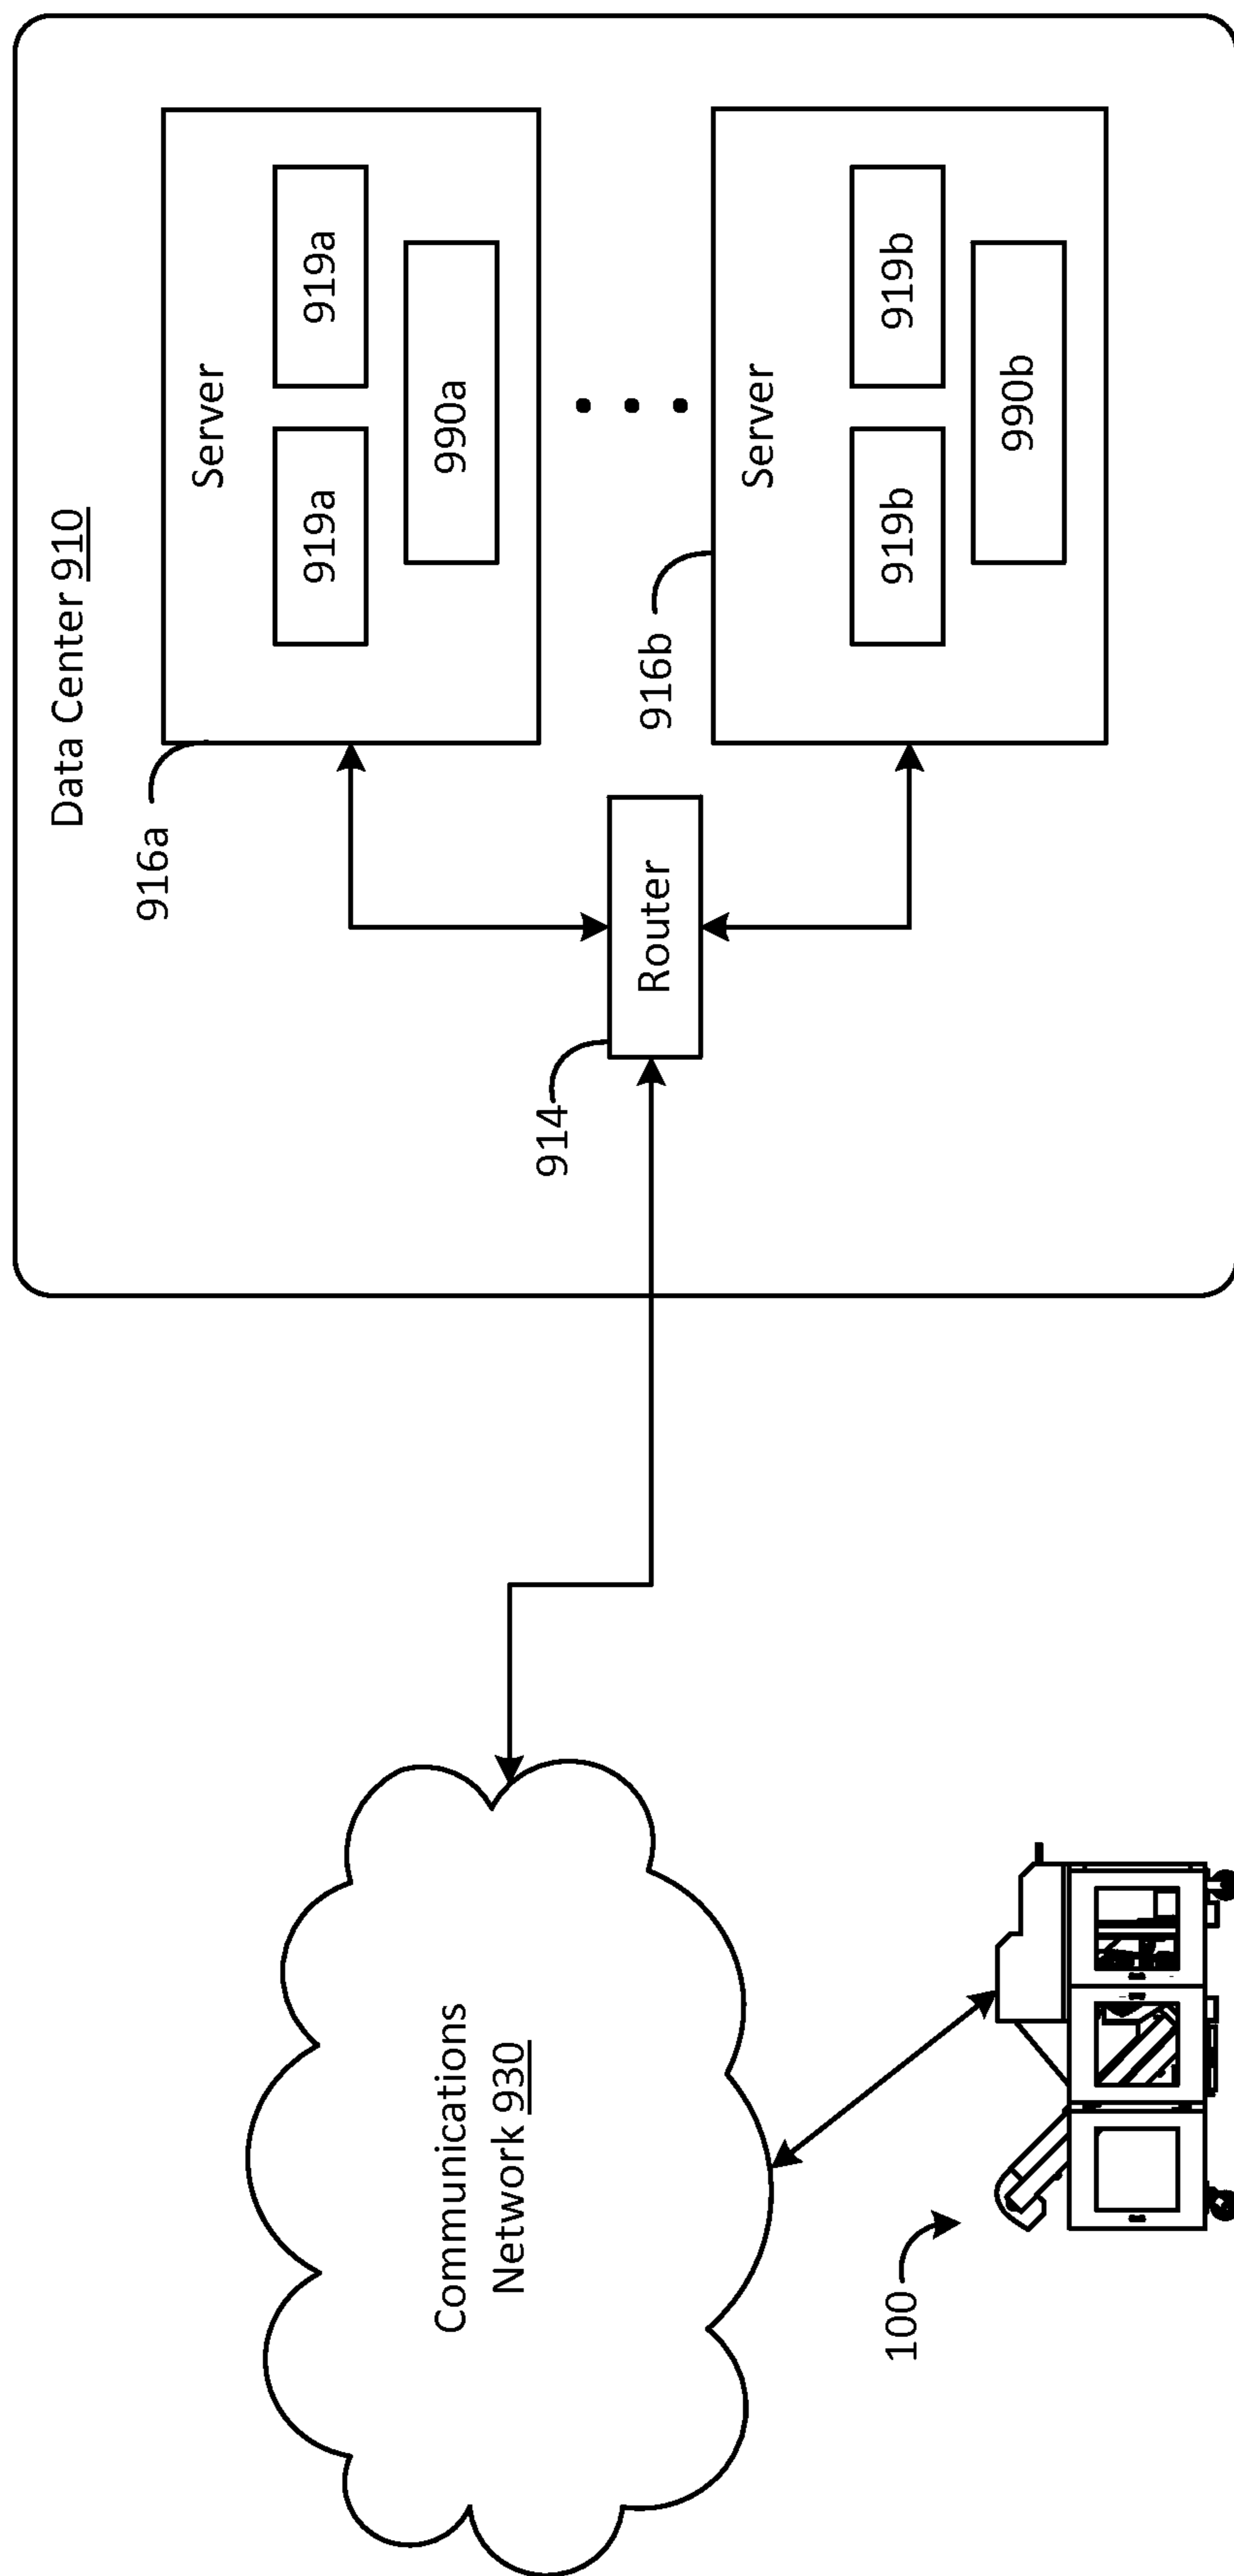 Data Center 910
916a
Server
919a
919a
990a
914
Router
916b
Server
919b
919b
990b
Communications
Network 930
100